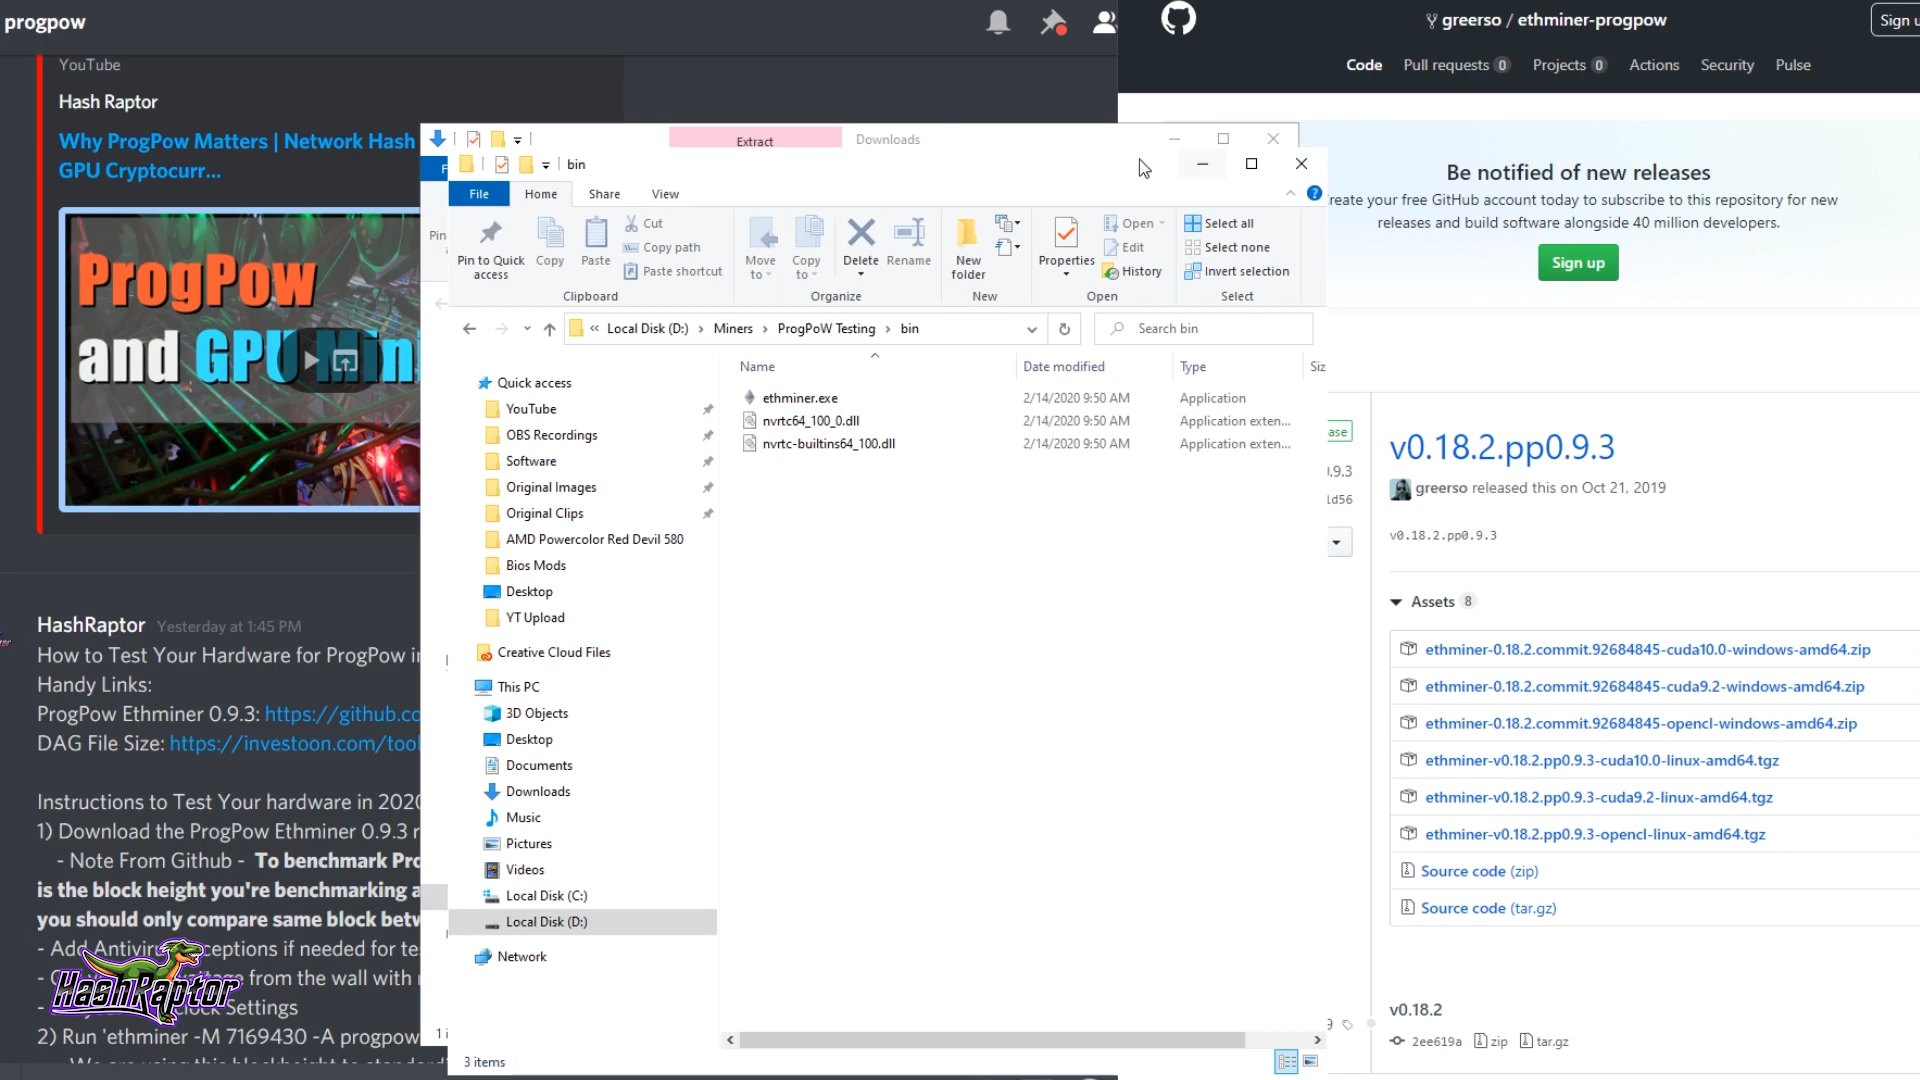 progpow
YouTube
Hash Raptor
Why ProgPow Matters | Network Hash
GPU Cryptocurr...
ProgPow
and GPU Min
HashRaptor Yesterday at 1:45 PM
How to Test Your Hardware for ProgPow in
Handy Links:
ProgPow Ethminer 0.9.3: https://github.co
DAG File Size: https://investoon.com/tool
Instructions to Test Your hardware in 2020
1) Download the ProgPow Ethminer 0.9.3 r
- Note From Github - To benchmark Pro
is the block height you're benchmarking a
you should only compare same block betw
- Add Antivirus exceptions if needed for te
from the wall with
Settings
HashRaptor
2) Run 'ethminer -M 7169430 -A progpow
Extract
Downloads
bin
File
Home
Share
View
Pin to Quick
access
Copy
Paste
Cut
Copy path
Paste shortcut
Clipboard
Move
to
Copy
to
Delete
Rename
Organize
New
folder
New
Properties
Open
Edit
History
Open
Select all
Select none
Invert selection
Select
« Local Disk (D:) › Miners › ProgPoW Testing › bin
Search bin
Quick access
YouTube
OBS Recordings
Software
Original Images
Original Clips
AMD Powercolor Red Devil 580
Bios Mods
Desktop
YT Upload
Creative Cloud Files
This PC
3D Objects
Desktop
Documents
Downloads
Music
Pictures
Videos
Local Disk (C:)
Local Disk (D:)
Network
Name Date modified Type Siz
ethminer.exe 2/14/2020 9:50 AM Application
nvrtc64_100_0.dll 2/14/2020 9:50 AM Application exten...
nvrtc-builtins64_100.dll 2/14/2020 9:50 AM Application exten...
3 items
greerso / ethminer-progpow
Sign u
Code Pull requests 0 Projects 0 Actions Security Pulse
Be notified of new releases
reate your free GitHub account today to subscribe to this repository for new
releases and build software alongside 40 million developers.
Sign up
ase
.9.3
1d56
v0.18.2.pp0.9.3
greerso released this on Oct 21, 2019
v0.18.2.pp0.9.3
Assets 8
ethminer-0.18.2.commit.92684845-cuda10.0-windows-amd64.zip
ethminer-0.18.2.commit.92684845-cuda9.2-windows-amd64.zip
ethminer-0.18.2.commit.92684845-opencl-windows-amd64.zip
ethminer-v0.18.2.pp0.9.3-cuda10.0-linux-amd64.tgz
ethminer-v0.18.2.pp0.9.3-cuda9.2-linux-amd64.tgz
ethminer-v0.18.2.pp0.9.3-opencl-linux-amd64.tgz
Source code (zip)
Source code (tar.gz)
v0.18.2
2ee619a zip tar.gz